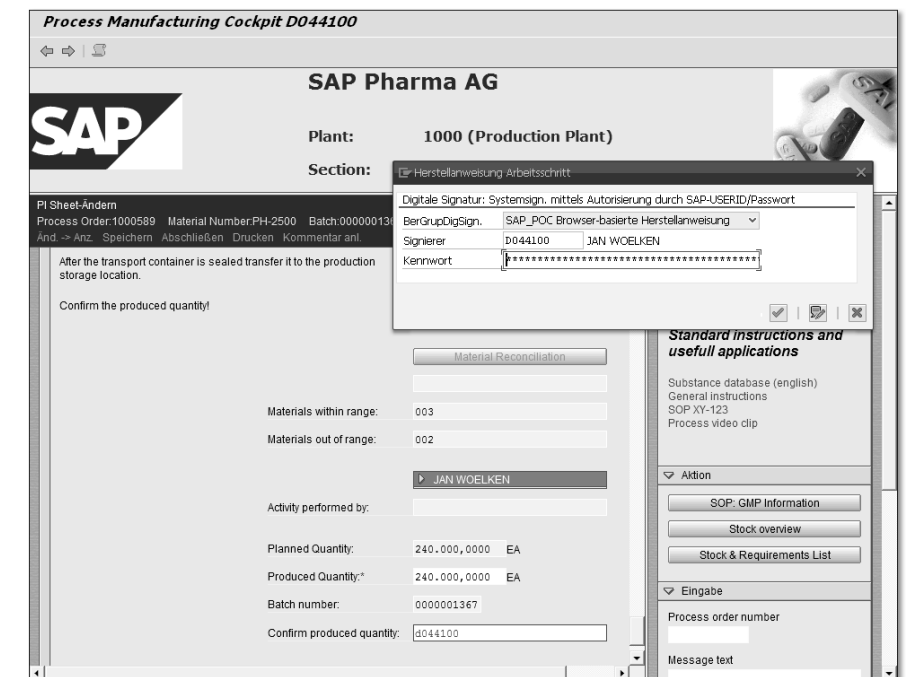 Process Manufacturing Cockpit D044100
SAP Pharma AG
SAP
Plant: 1000 (Production Plant)
Section:
Herstellanweisung Arbeitsschritt
Digitale Signatur: Systemsign. mittels Autorisierung durch SAP-USERID/Passwort
BerGrupDigSign. SAP_POC Browser-basierte Herstellanweisung
Signierer D044100 JAN WOELKEN
Kennwort ****************************************
PI Sheet-Ändern
Process Order:1000589 Material Number:PH-2500
Änd. -> Anz. Speichern Abschließen Drucken Kommentar anl.
After the transport container is sealed transfer it to the production
storage location.
Confirm the produced quantity!
Material Reconciliation
Materials within range: 003
Materials out of range: 002
JAN WOELKEN
Activity performed by:
Planned Quantity: 240.000,0000 EA
Produced Quantity:* 240.000,0000 EA
Batch number: 0000001367
Confirm produced quantity: d044100
Standard instructions and
usefull applications
Substance database (english)
General instructions
SOP XY-123
Process video clip
Aktion
SOP: GMP Information
Stock overview
Stock & Requirements List
Eingabe
Process order number
Message text